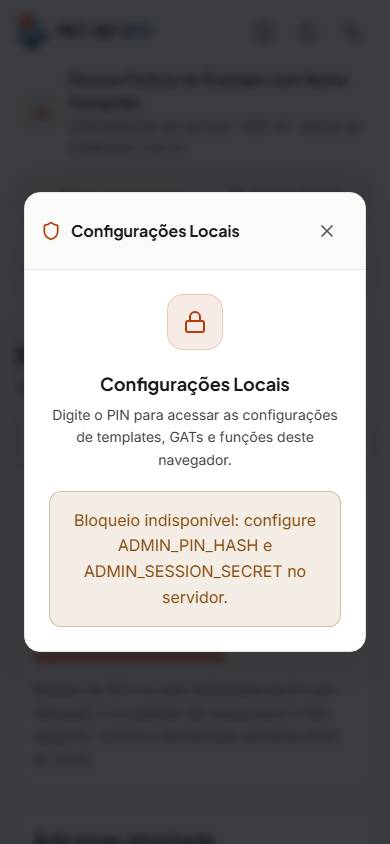 Configurações Locais
Configurações Locais
Digite o PIN para acessar as configurações
de templates, GATs e funções deste
navegador.
Bloqueio indisponível: configure
ADMIN_PIN_HASH e
ADMIN_SESSION_SECRET no
servidor.